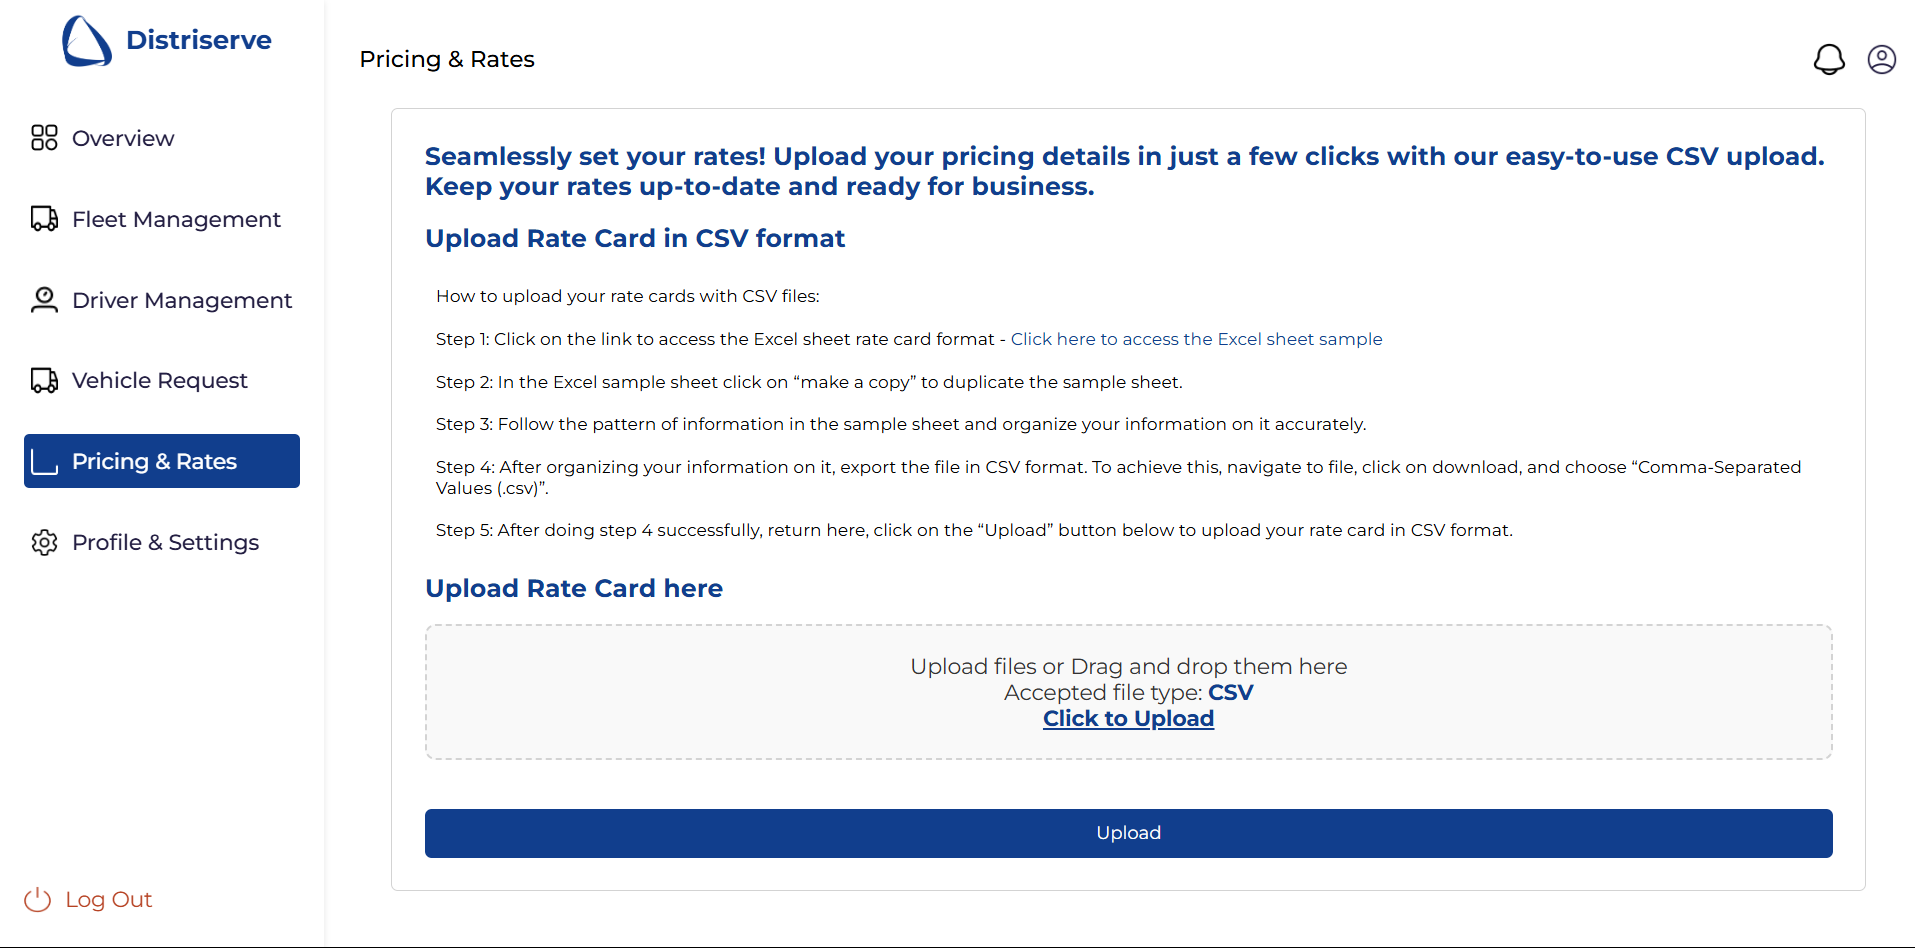 Distriserve
Overview
Fleet Management
Driver Management
Vehicle Request
Pricing & Rates
Profile & Settings
Log Out
Pricing & Rates
Seamlessly set your rates! Upload your pricing details in just a few clicks with our easy-to-use CSV upload.
Keep your rates up-to-date and ready for business.
Upload Rate Card in CSV format
How to upload your rate cards with CSV files:
Step 1: Click on the link to access the Excel sheet rate card format - Click here to access the Excel sheet sample
Step 2: In the Excel sample sheet click on “make a copy” to duplicate the sample sheet.
Step 3: Follow the pattern of information in the sample sheet and organize your information on it accurately.
Step 4: After organizing your information on it, export the file in CSV format. To achieve this, navigate to file, click on download, and choose “Comma-Separated
Values (.csv)”.
Step 5: After doing step 4 successfully, return here, click on the “Upload” button below to upload your rate card in CSV format.
Upload Rate Card here
Upload files or Drag and drop them here
Accepted file type: CSV
Click to Upload
Upload